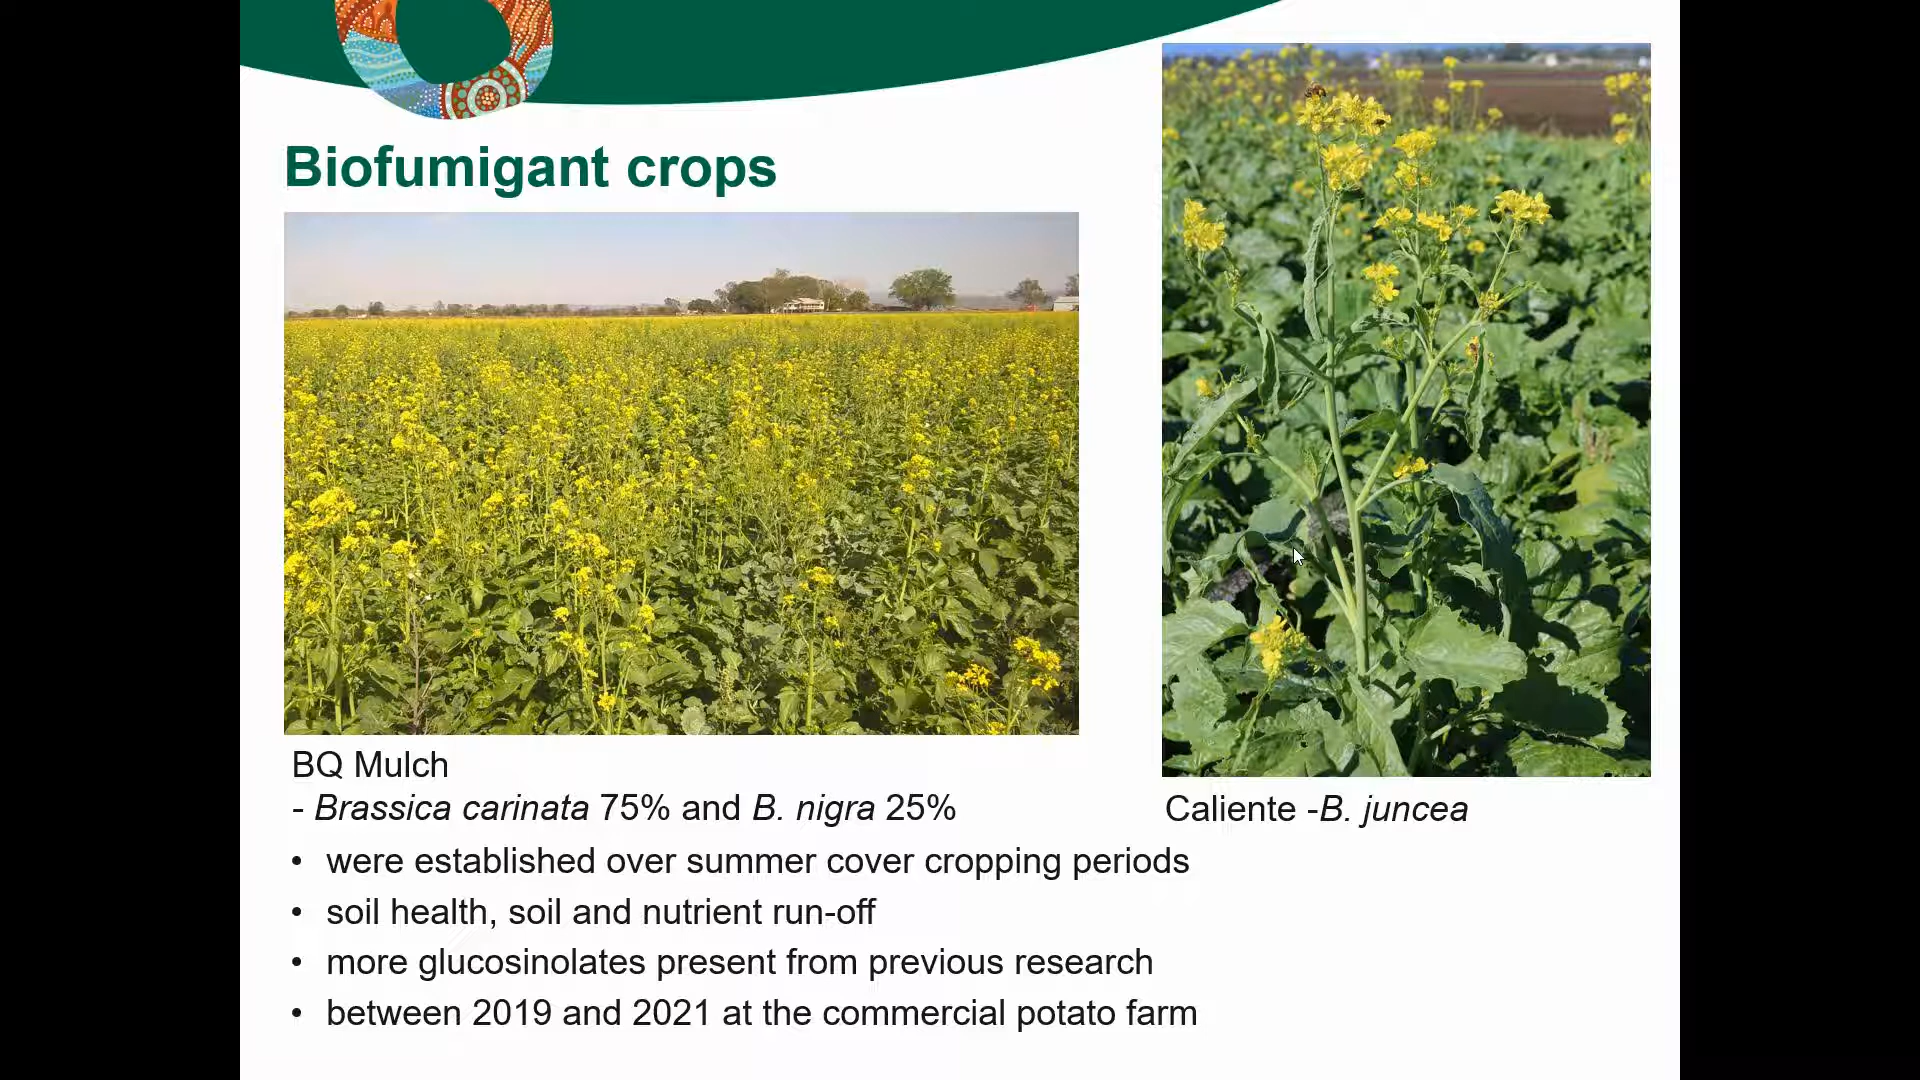 Biofumigant crops
BQ Mulch
- Brassica carinata 75% and B. nigra 25%
Caliente -B. juncea
• were established over summer cover cropping periods
• soil health, soil and nutrient run-off
• more glucosinolates present from previous research
• between 2019 and 2021 at the commercial potato farm